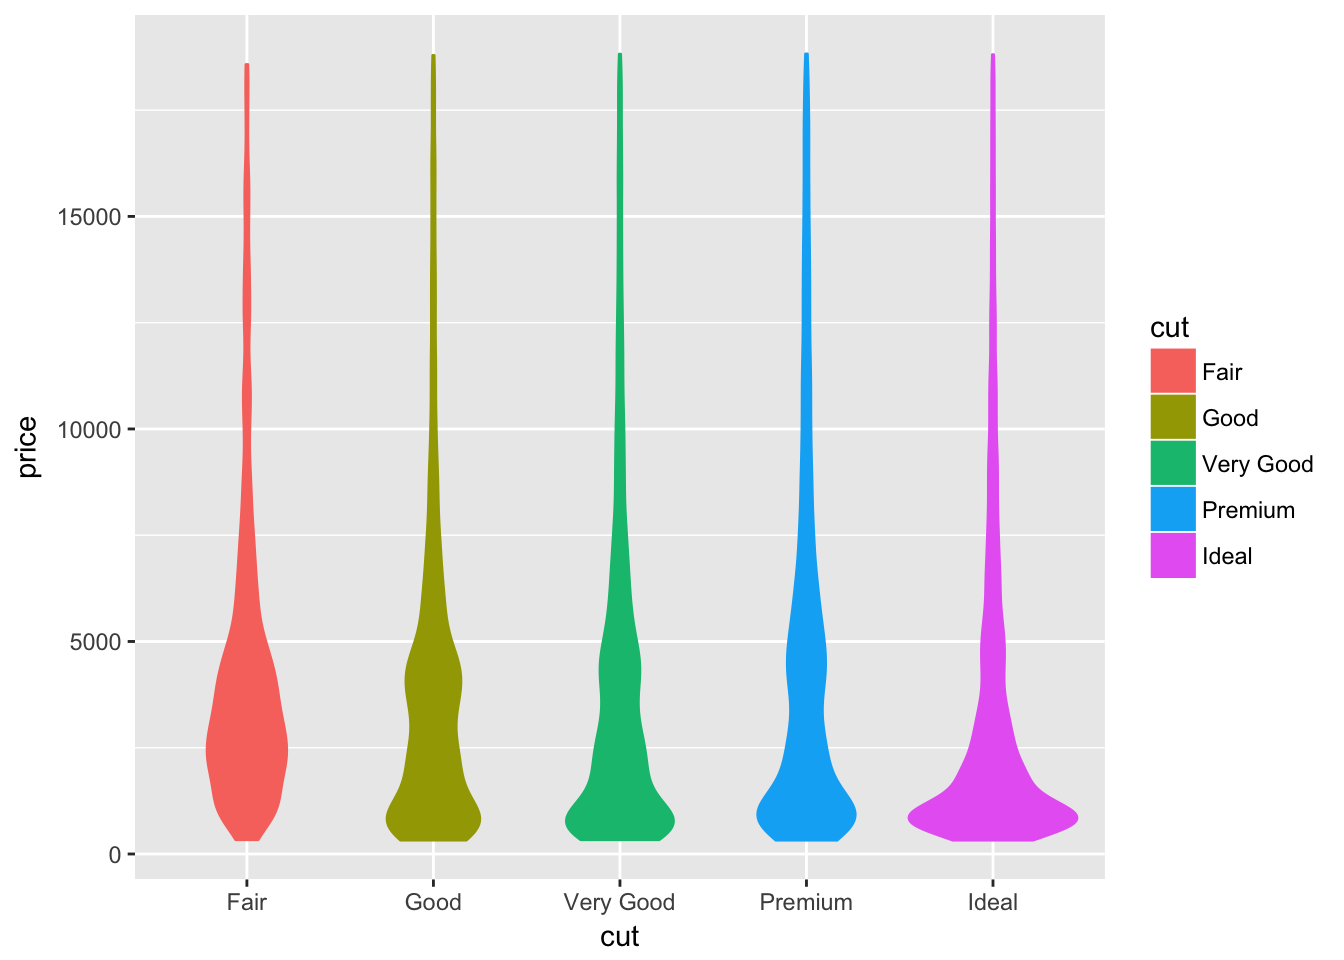 15000
10000
5000
0
price
Fair
Good
Very Good
Premium
Ideal
cut
cut
Fair
Good
Very Good
Premium
Ideal